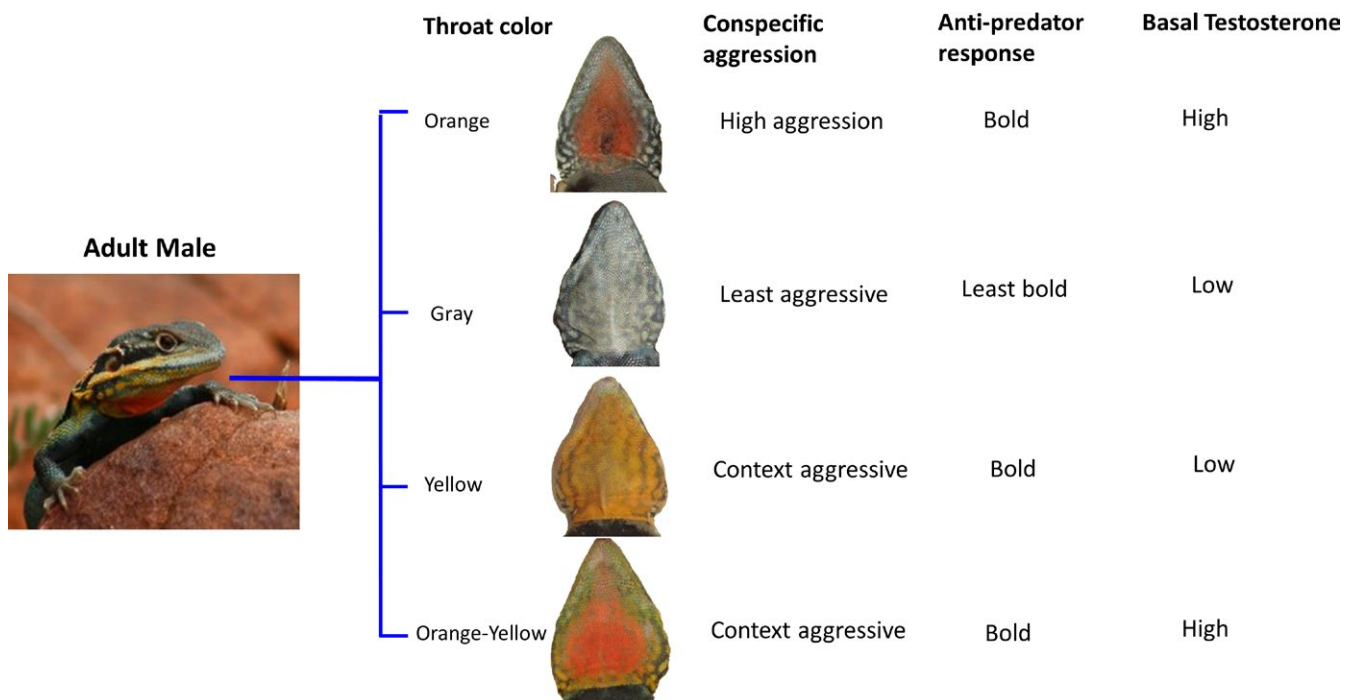 Throat color
Conspecific
aggression
Anti-predator
response
Basal Testosterone
Orange
High aggression
Bold
High
Adult Male
Gray
Least aggressive
Least bold
Low
Yellow
Context aggressive
Bold
Low
Orange-Yellow
Context aggressive
Bold
High